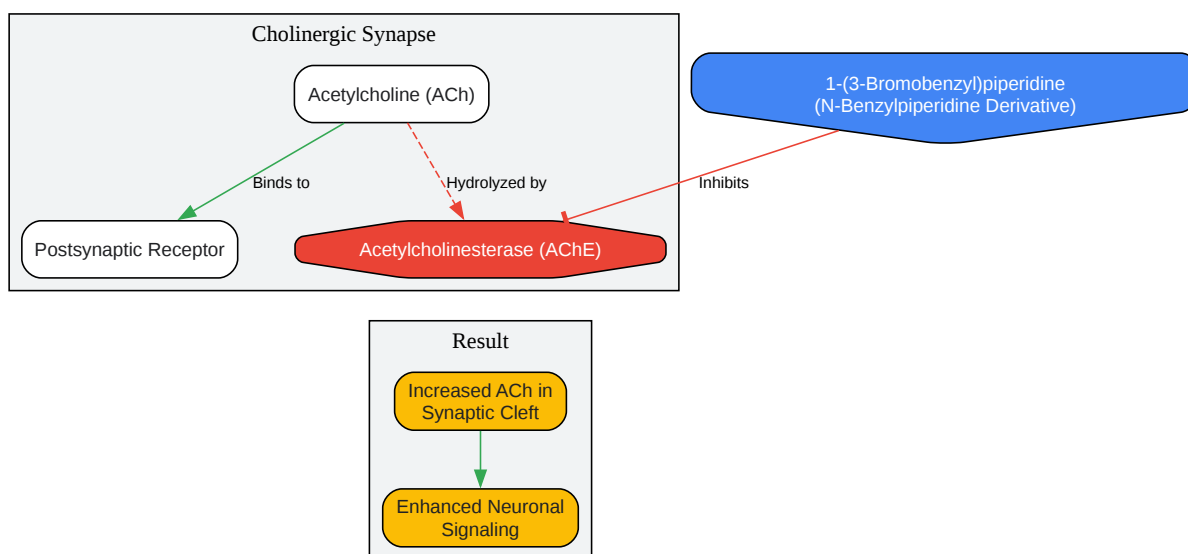 Cholinergic Synapse
Acetylcholine (ACh)
1-(3-Bromobenzyl)piperidine
(N-Benzylpiperidine Derivative)
Binds to
Hydrolyzed by
Inhibits
Postsynaptic Receptor
Acetylcholinesterase (AChE)
Result
Increased ACh in
Synaptic Cleft
Enhanced Neuronal
Signaling